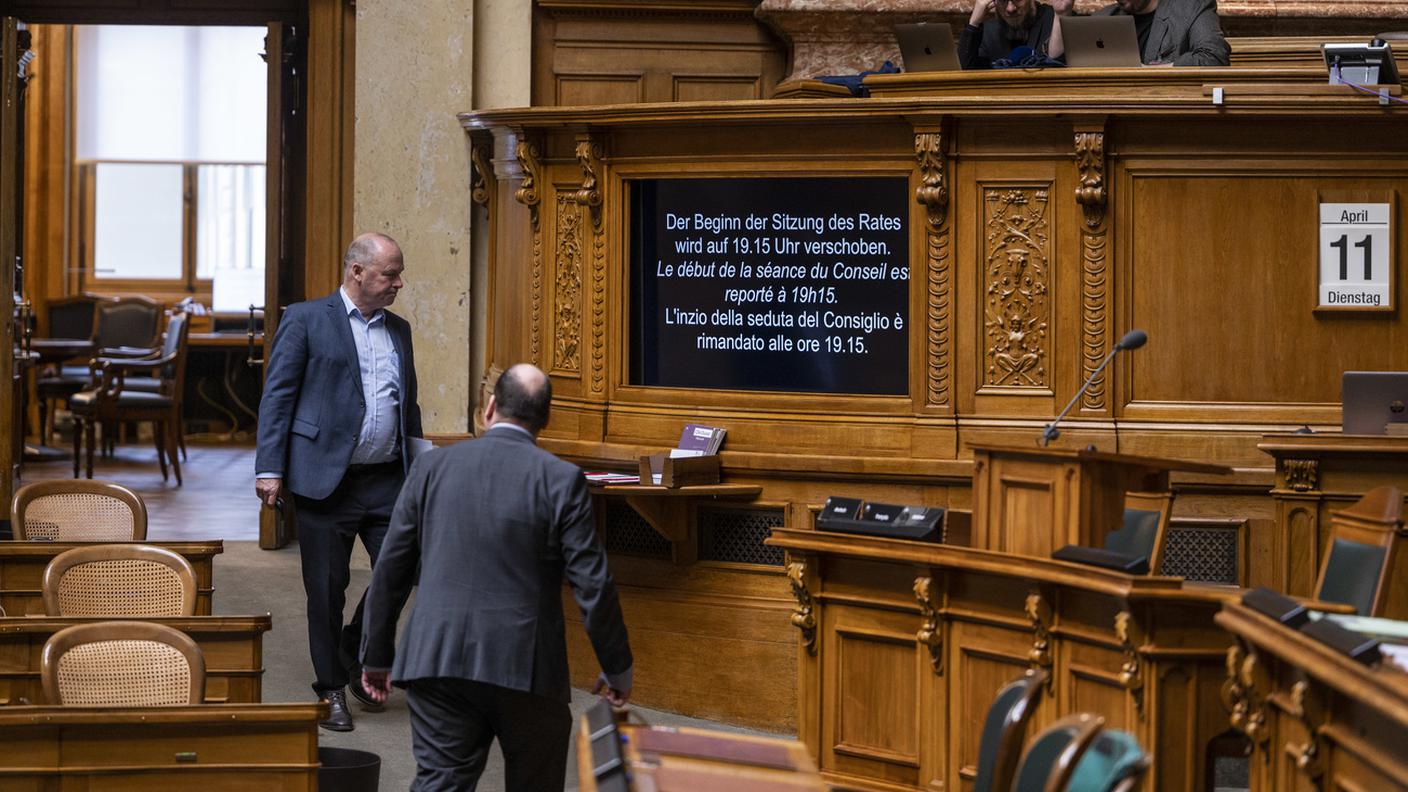 Der Beginn der Sitzung des Rates
wird auf 19.15 Uhr verschoben.
Le début de la séance du Conseil est
reporté à 19h15.
L'inzio della seduta del Consiglio è
rimandato alle ore 19.15.
April
11
Dienstag